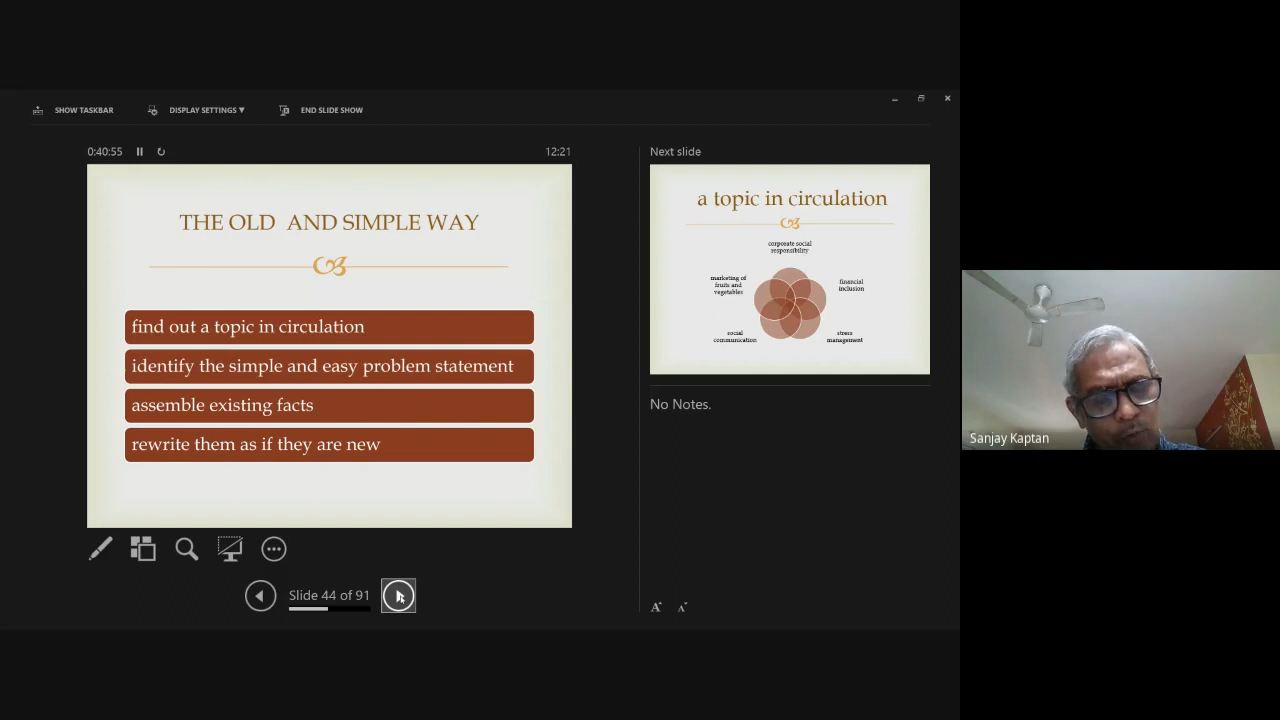 SHOW TASKBAR
DISPLAY SETTINGS ▼
END SLIDE SHOW
0:40:55
12:21
THE OLD  AND SIMPLE WAY
find out a topic in circulation
identify the simple and easy problem statement
assemble existing facts
rewrite them as if they are new
Slide 44 of 91
Next slide
a topic in circulation
corporate social
responsibility
marketing of
fruits and
vegetables
financial
inclusion
social
communication
stress
management
No Notes.
A A
Sanjay Kaptan